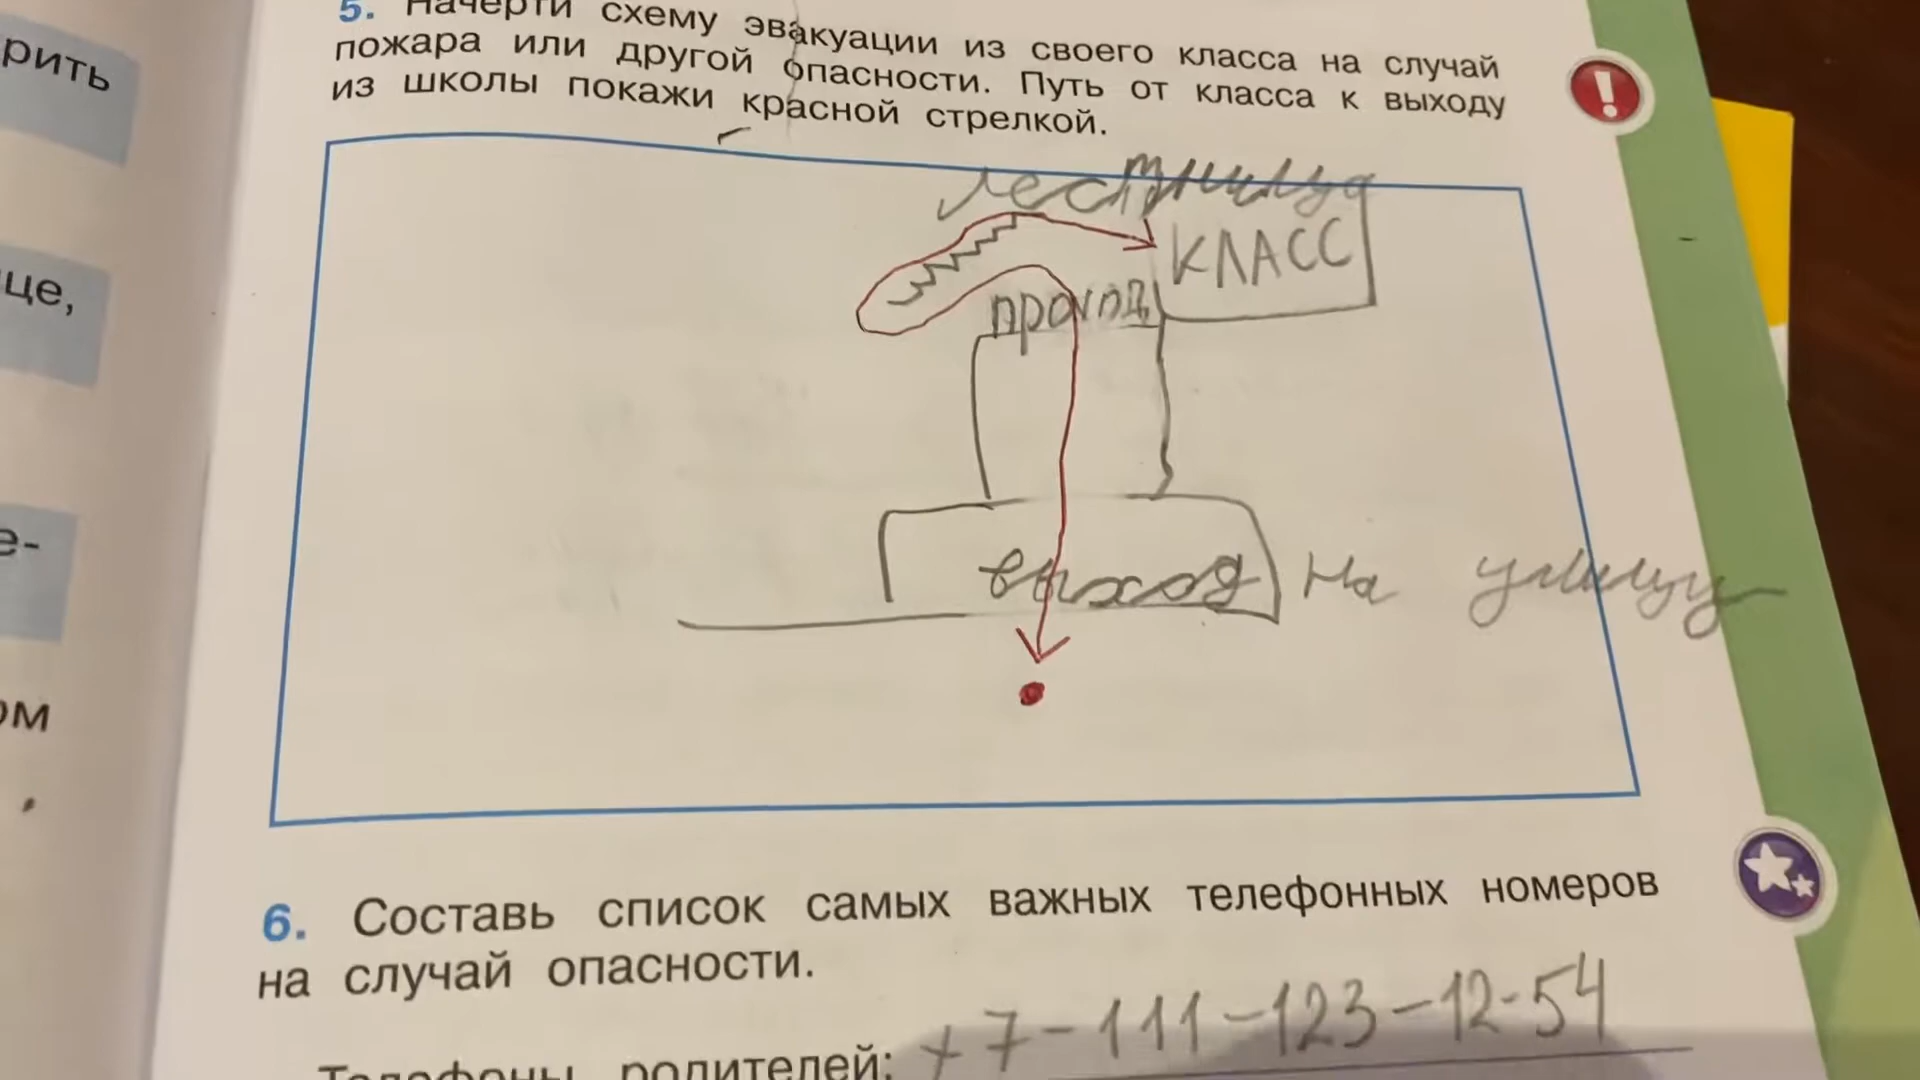 рить
це,
е-
ом
5. Начерти схему эвакуации из своего класса на случай
пожара или другой опасности. Путь от класса к выходу
из школы покажи красной стрелкой.
лестница
КЛАСС
проход
выход на улицу
6. Составь список самых важных телефонных номеров
на случай опасности.
Телефоны родителей: +7-111-123-12-54